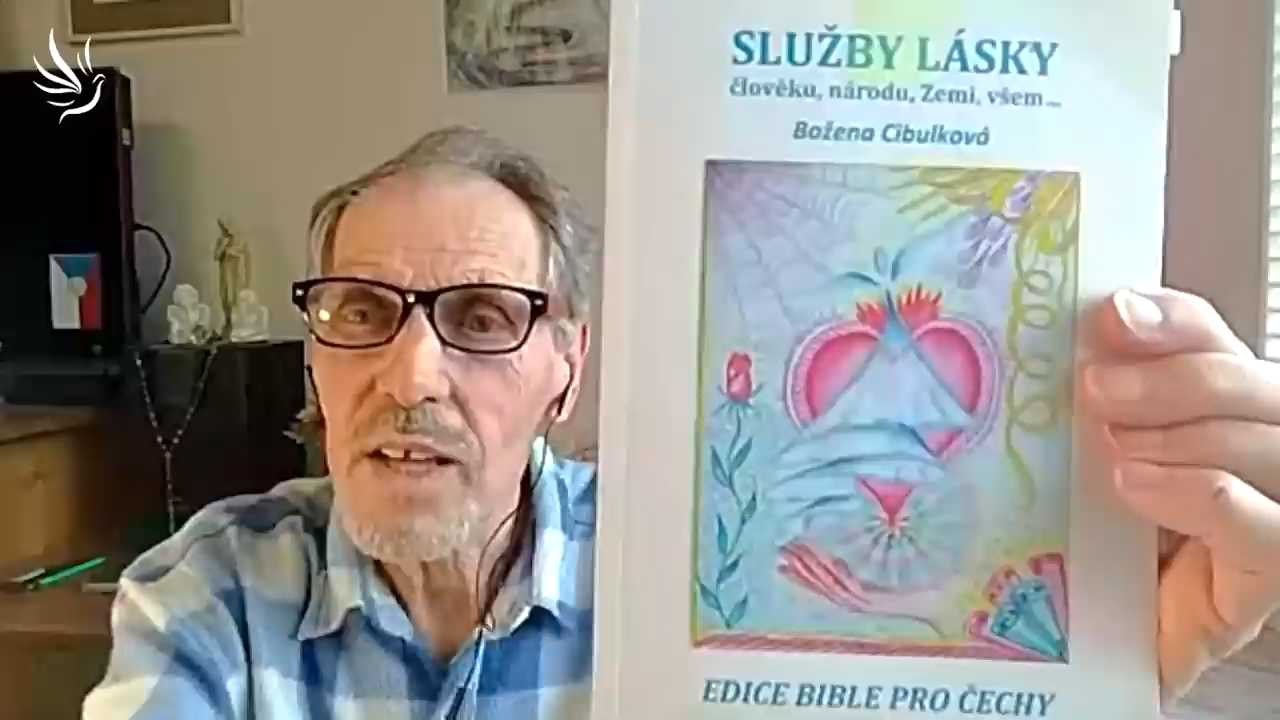 SLUŽBY LÁSKY
člověku, národu, Zemi, všem...
Božena Cibulková
EDICE BIBLE PRO ČECHY